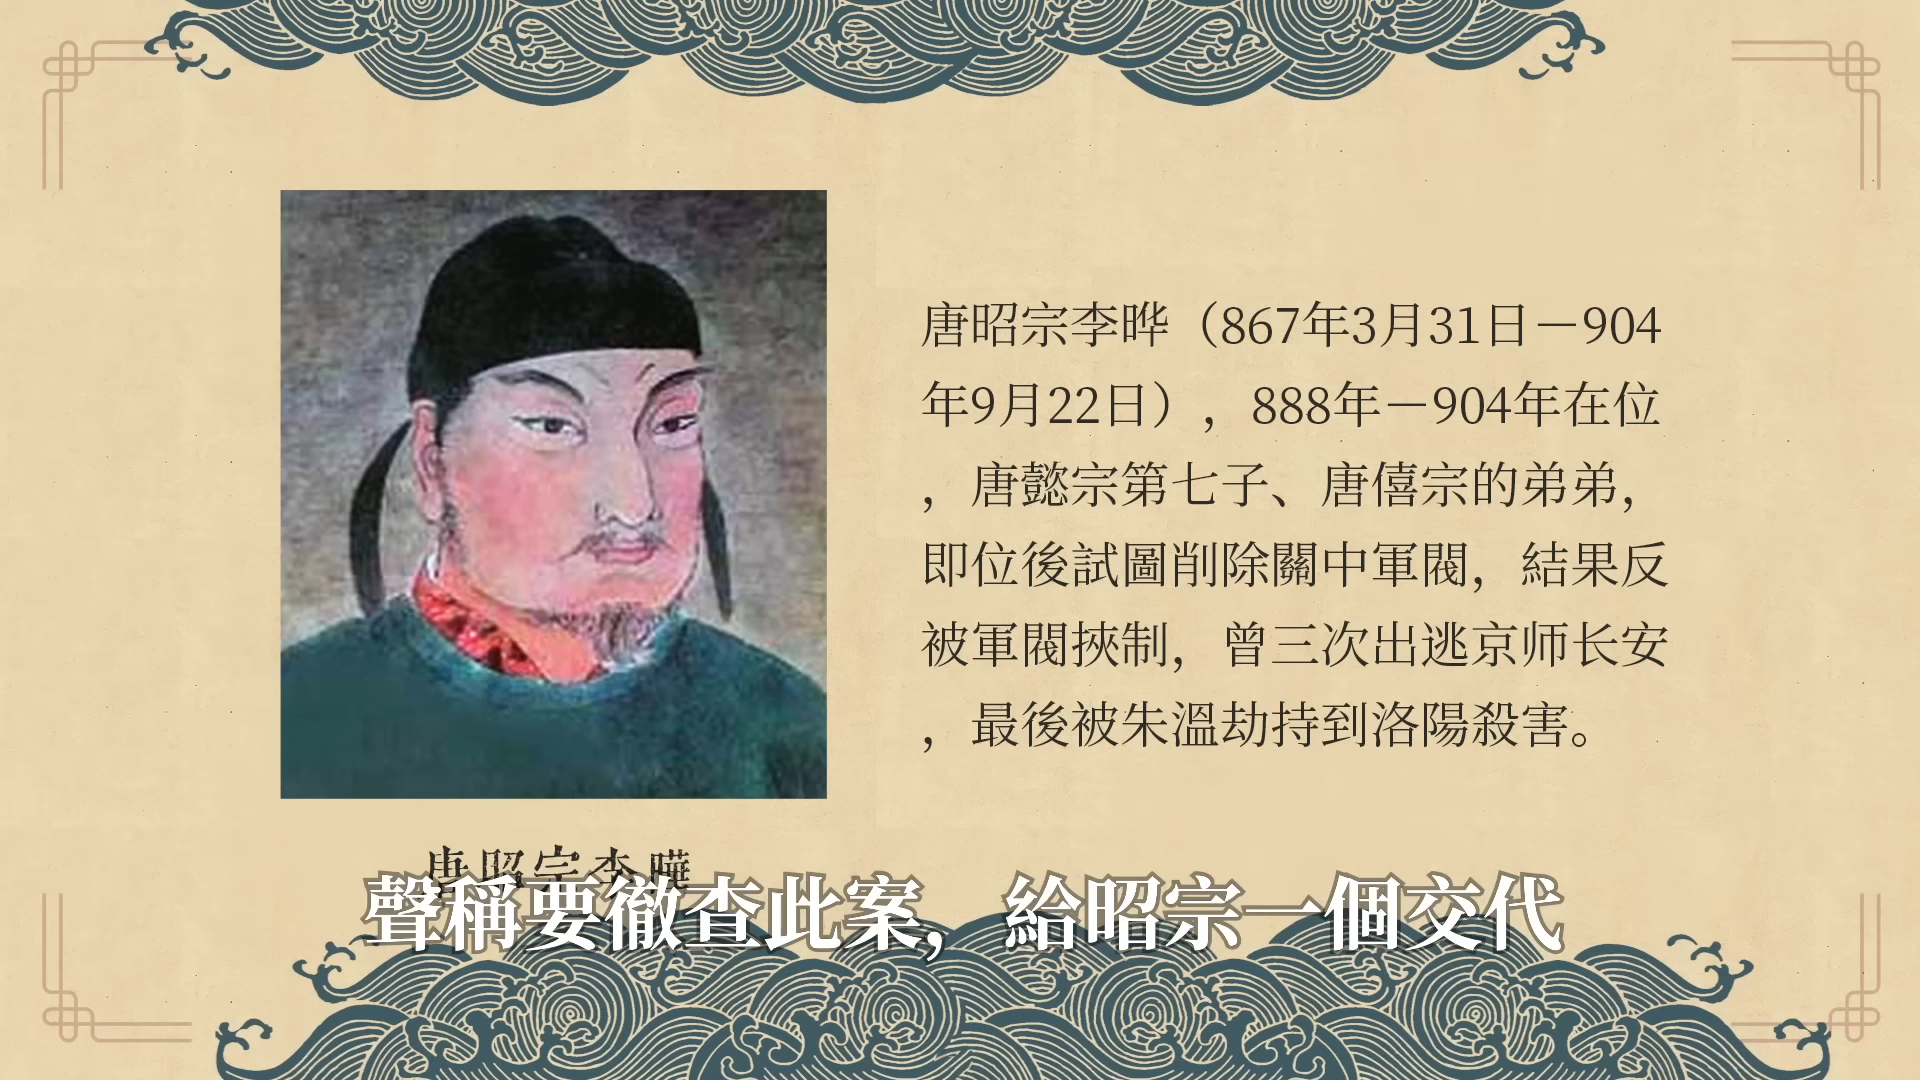 唐昭宗李晔（867年3月31日－904
年9月22日），888年－904年在位
，唐懿宗第七子、唐僖宗的弟弟，
即位後試圖削除關中軍閥，結果反
被軍閥挾制，曾三次出逃京师长安
，最後被朱溫劫持到洛陽殺害。
唐昭宗李曄
聲稱要徹查此案，給昭宗一個交代